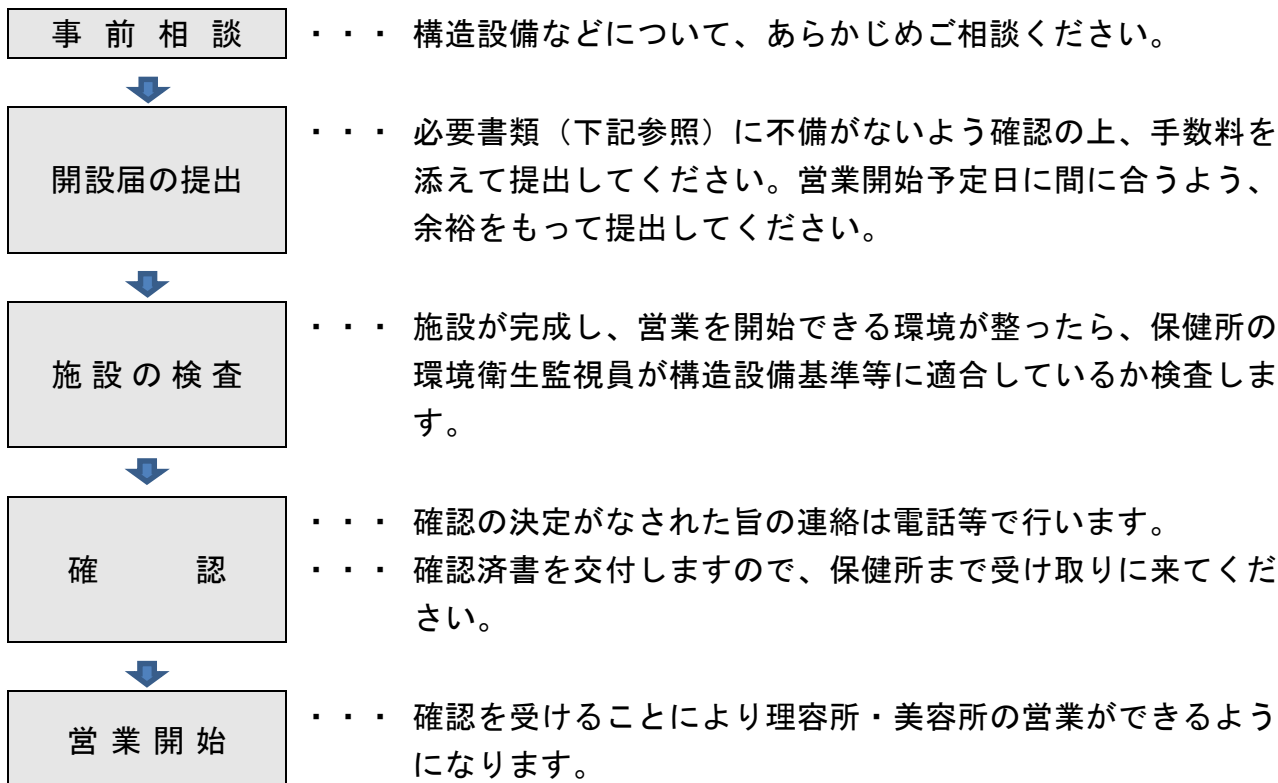 事前相談 ・・・ 構造設備などについて、あらかじめご相談ください。
開設届の提出 ・・・ 必要書類（下記参照）に不備がないよう確認の上、手数料を
添えて提出してください。営業開始予定日に間に合うよう、
余裕をもって提出してください。
施設の検査 ・・・ 施設が完成し、営業を開始できる環境が整ったら、保健所の
環境衛生監視員が構造設備基準等に適合しているか検査しま
す。
確認 ・・・ 確認の決定がなされた旨の連絡は電話等で行います。
・・・ 確認済書を交付しますので、保健所まで受け取りに来てくだ
さい。
営業開始 ・・・ 確認を受けることにより理容所・美容所の営業ができるよう
になります。